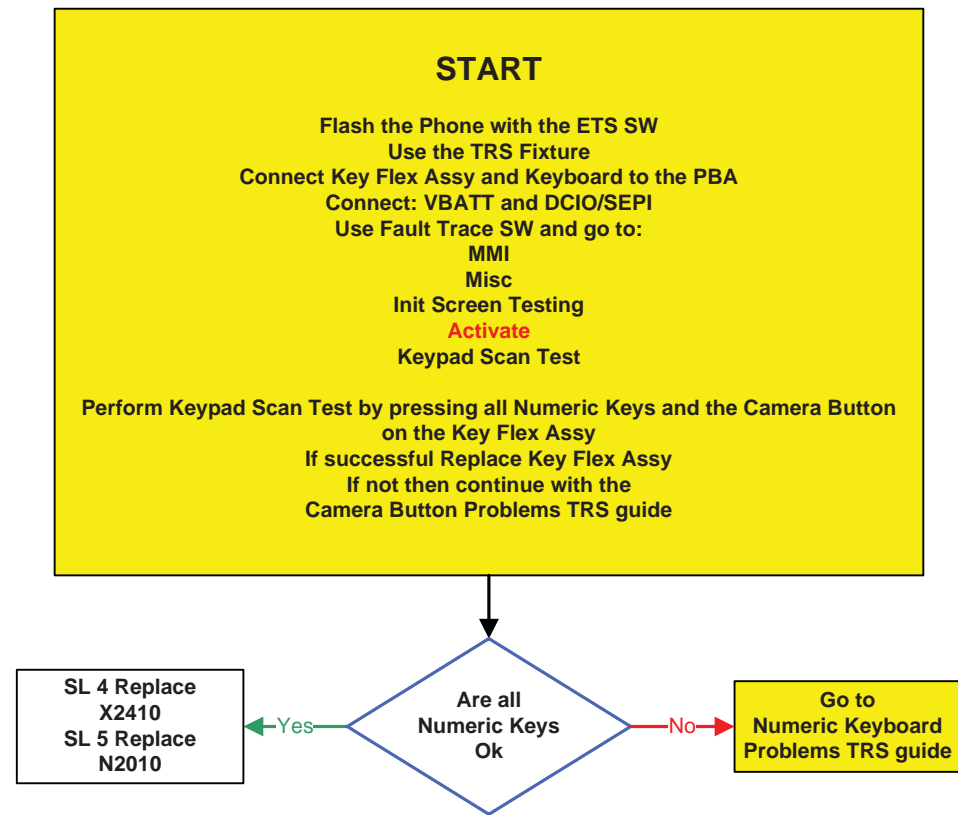 START
Flash the Phone with the ETS SW
Use the TRS Fixture
Connect Key Flex Assy and Keyboard to the PBA
Connect: VBATT and DCIO/SEPI
Use Fault Trace SW and go to:
MMI
Misc
Init Screen Testing
Activate
Keypad Scan Test
Perform Keypad Scan Test by pressing all Numeric Keys and the Camera Button
on the Key Flex Assy
If successful Replace Key Flex Assy
If not then continue with the
Camera Button Problems TRS guide
SL 4 Replace
X2410
SL 5 Replace
N2010
Yes
Are all
Numeric Keys
Ok
No
Go to
Numeric Keyboard
Problems TRS guide